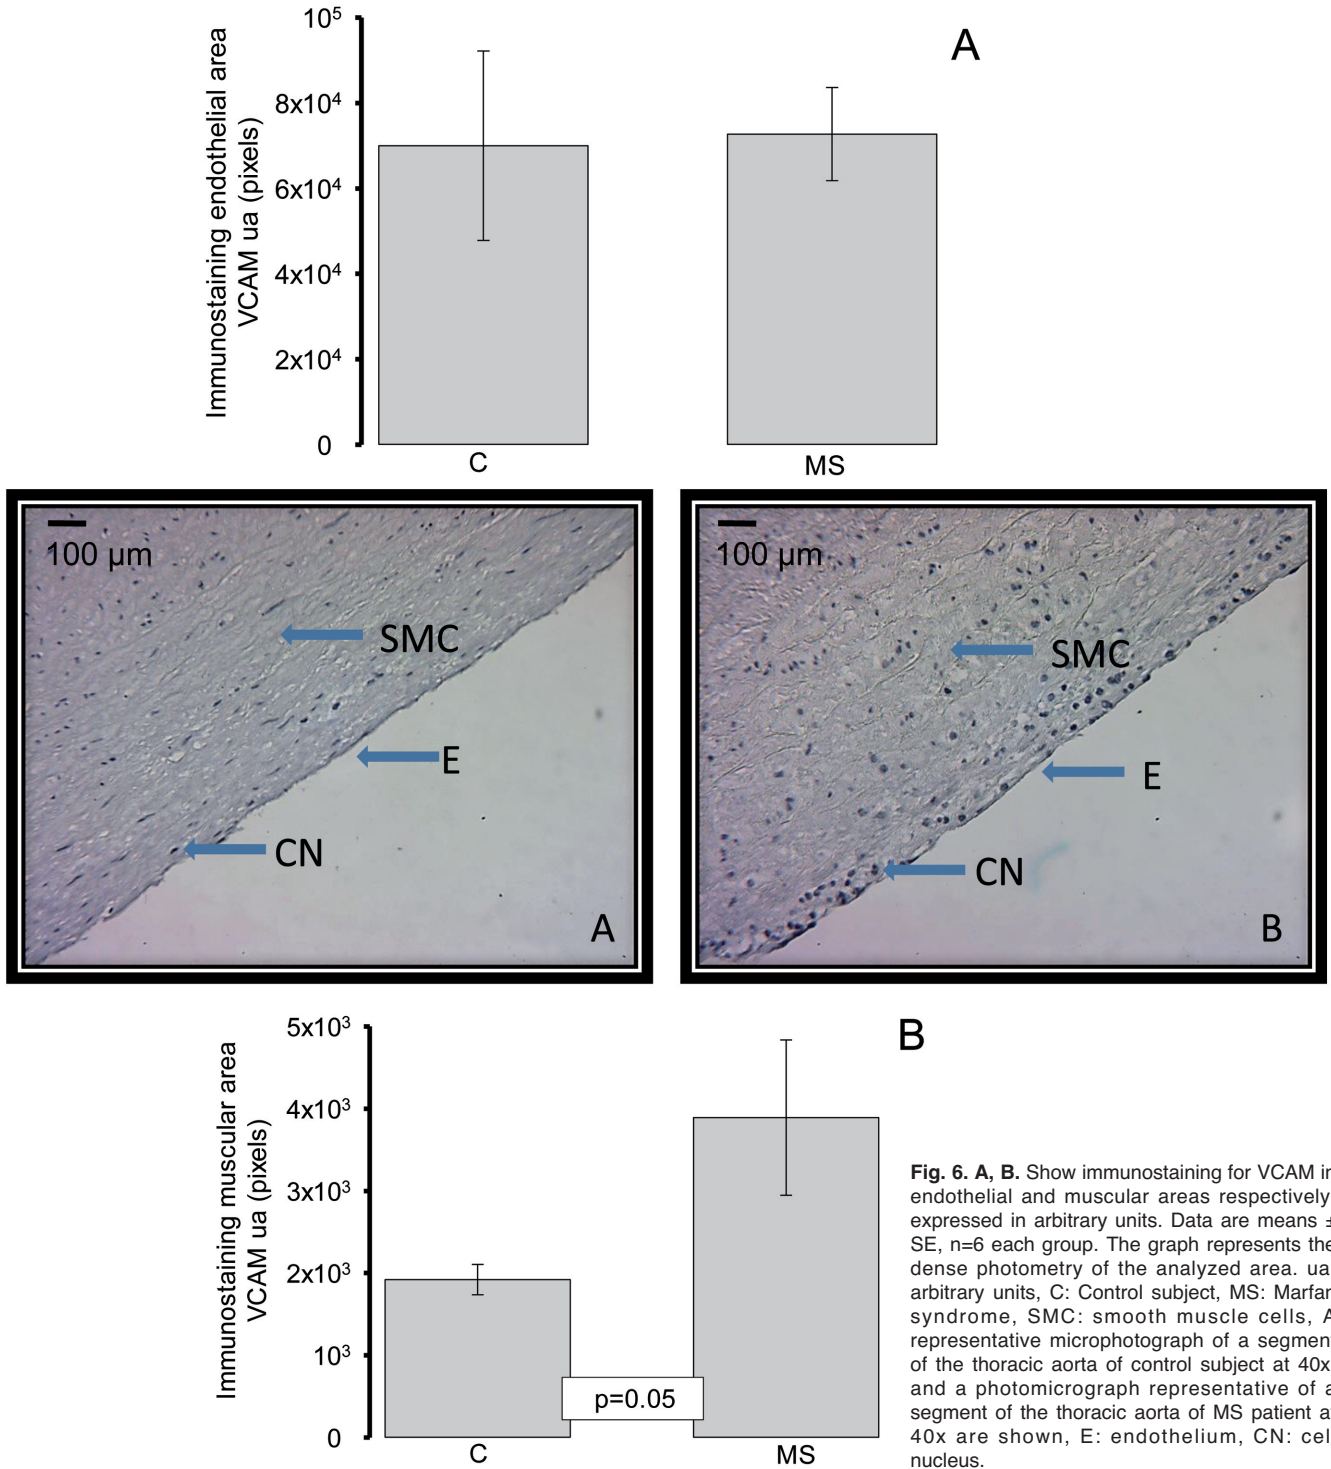 A
Immunostaining endothelial area
VCAM ua (pixels)
10⁵
8x10⁴
6x10⁴
4x10⁴
2x10⁴
0
C
MS
100 µm
SMC
E
CN
A
100 µm
SMC
E
CN
B
B
Immunostaining muscular area
VCAM ua (pixels)
5x10³
4x10³
3x10³
2x10³
10³
0
p=0.05
C
MS
Fig. 6. A, B. Show immunostaining for VCAM in
endothelial and muscular areas respectively
expressed in arbitrary units. Data are means ±
SE, n=6 each group. The graph represents the
dense photometry of the analyzed area. ua
arbitrary units, C: Control subject, MS: Marfan
syndrome, SMC: smooth muscle cells, A
representative microphotograph of a segment
of the thoracic aorta of control subject at 40x
and a photomicrograph representative of a
segment of the thoracic aorta of MS patient at
40x are shown, E: endothelium, CN: cell
nucleus.